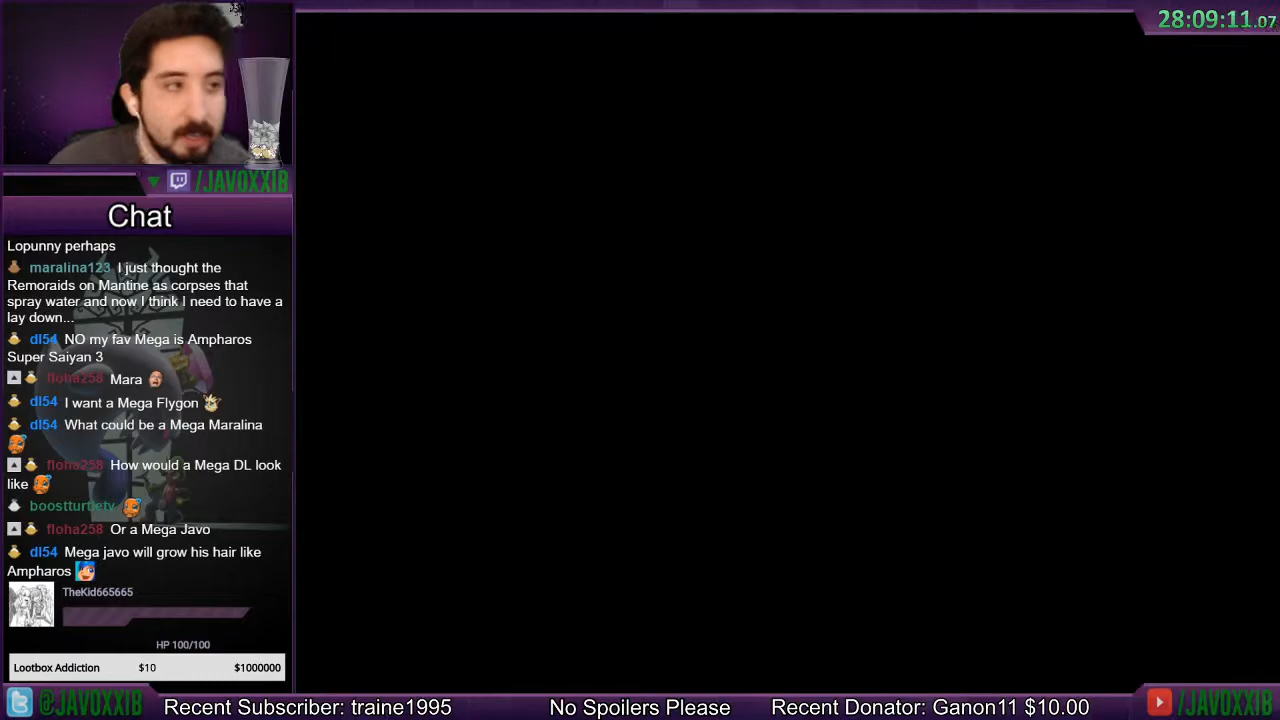 28:09:11.07
/JAVOXXIB
Chat
Lopunny perhaps
maralina123 I just thought the
Remoraids on Mantine as corpses that
spray water and now I think I need to have a
lay down...
dl54 NO my fav Mega is Ampharos
Super Saiyan 3
floha258 Mara
dl54 I want a Mega Flygon
dl54 What could be a Mega Maralina
floha258 How would a Mega DL look
like
boostturtletv
floha258 Or a Mega Javo
dl54 Mega javo will grow his hair like
Ampharos
TheKid665665
HP 100/100
Lootbox Addiction $10 $1000000
@JAVOXXIB Recent Subscriber: traine1995 No Spoilers Please Recent Donator: Ganon11 $10.00 /JAVOXXIB